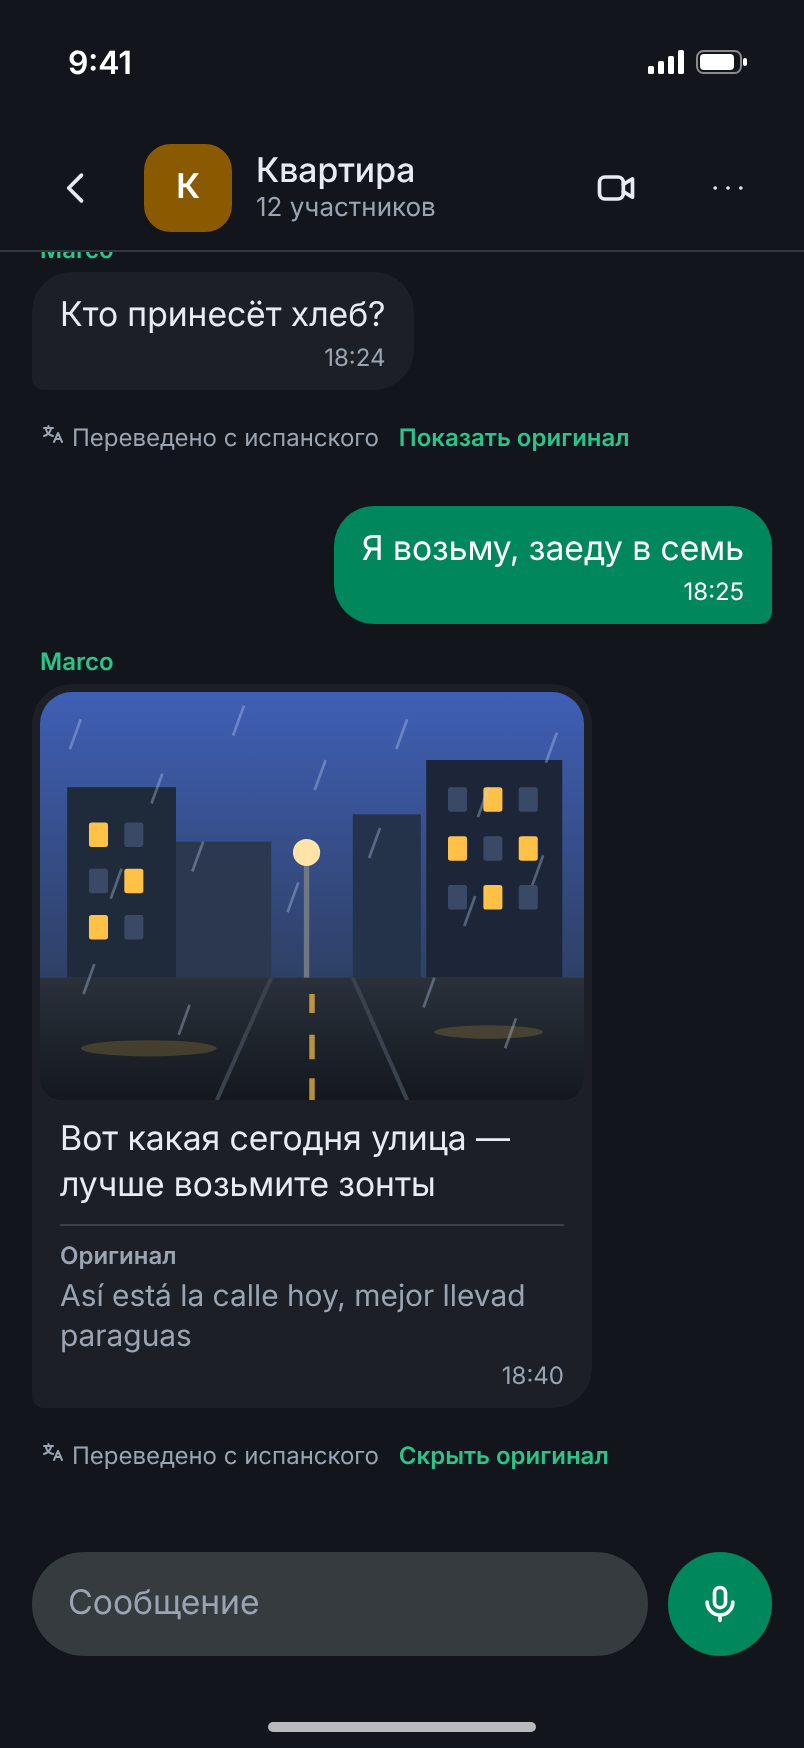 9:41
К
Квартира
12 участников
Marco
Кто принесёт хлеб?
18:24
Переведено с испанского Показать оригинал
Я возьму, заеду в семь
18:25
Marco
Вот какая сегодня улица —
лучше возьмите зонты
Оригинал
Así está la calle hoy, mejor llevad
paraguas
18:40
Переведено с испанского Скрыть оригинал
Сообщение